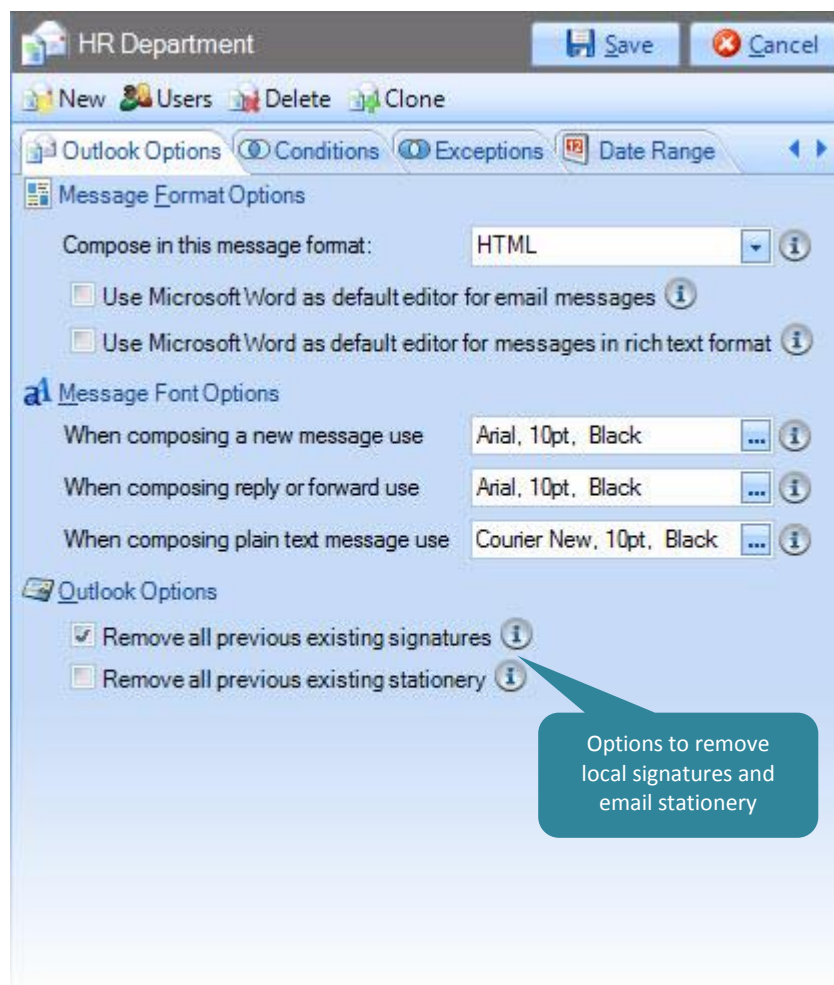 HR Department Save Cancel
New Users Delete Clone
Outlook Options Conditions Exceptions 12 Date Range
Message Format Options
Compose in this message format: HTML
Use Microsoft Word as default editor for email messages
Use Microsoft Word as default editor for messages in rich text format
Message Font Options
When composing a new message use Arial, 10pt, Black ...
When composing reply or forward use Arial, 10pt, Black ...
When composing plain text message use Courier New, 10pt, Black ...
Outlook Options
Remove all previous existing signatures
Remove all previous existing stationery
Options to remove
local signatures and
email stationery